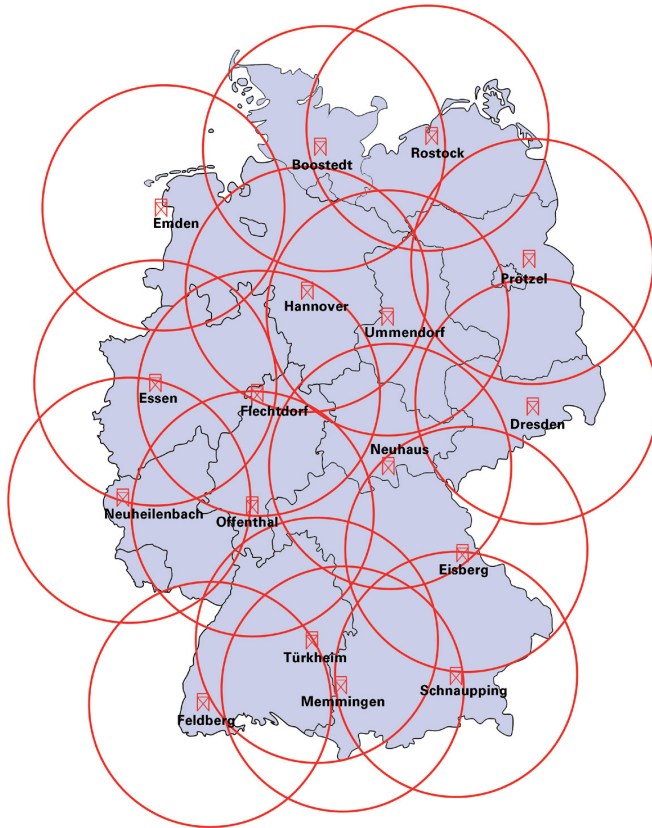 Boostedt
Rostock
Emden
Prötzel
Hannover
Ummendorf
Essen
Flechtdorf
Dresden
Neuhaus
Neuheilenbach
Offenthal
Eisberg
Türkheim
Memmingen
Schnaupping
Feldberg